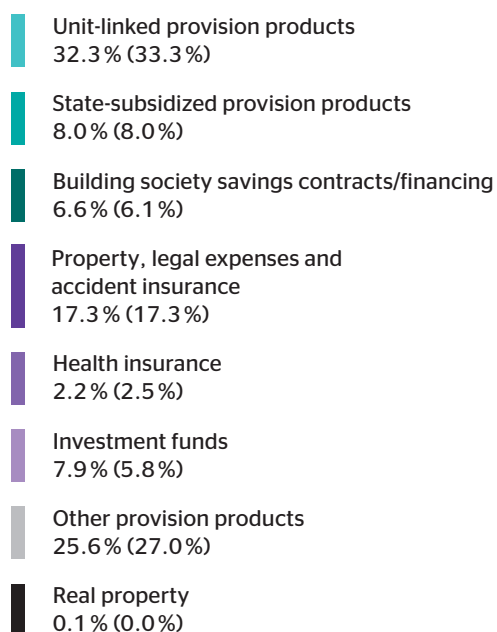 Unit-linked provision products
32.3 % (33.3 %)
State-subsidized provision products
8.0 % (8.0 %)
Building society savings contracts/financing
6.6 % (6.1 %)
Property, legal expenses and
accident insurance
17.3 % (17.3 %)
Health insurance
2.2 % (2.5 %)
Investment funds
7.9 % (5.8 %)
Other provision products
25.6 % (27.0 %)
Real property
0.1 % (0.0 %)